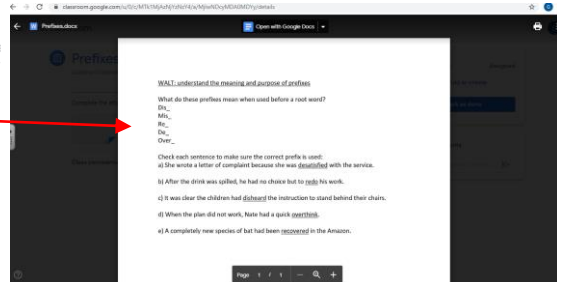 classroom.google.com
Prefixes.docx
Open with Google Docs
WALT: understand the meaning and purpose of prefixes
What do these prefixes mean when used before a root word?
Dis_
Mis_
Re_
De_
Over_
Check each sentence to make sure the correct prefix is used:
a) She wrote a letter of complaint because she was desatisfied with the service.
b) After the drink was spilled, he had no choice but to redo his work.
c) It was clear the children had disheard the instruction to stand behind their chairs.
d) When the plan did not work, Nate had a quick overthink.
e) A completely new species of bat had been recovered in the Amazon.
Page 1 / 1